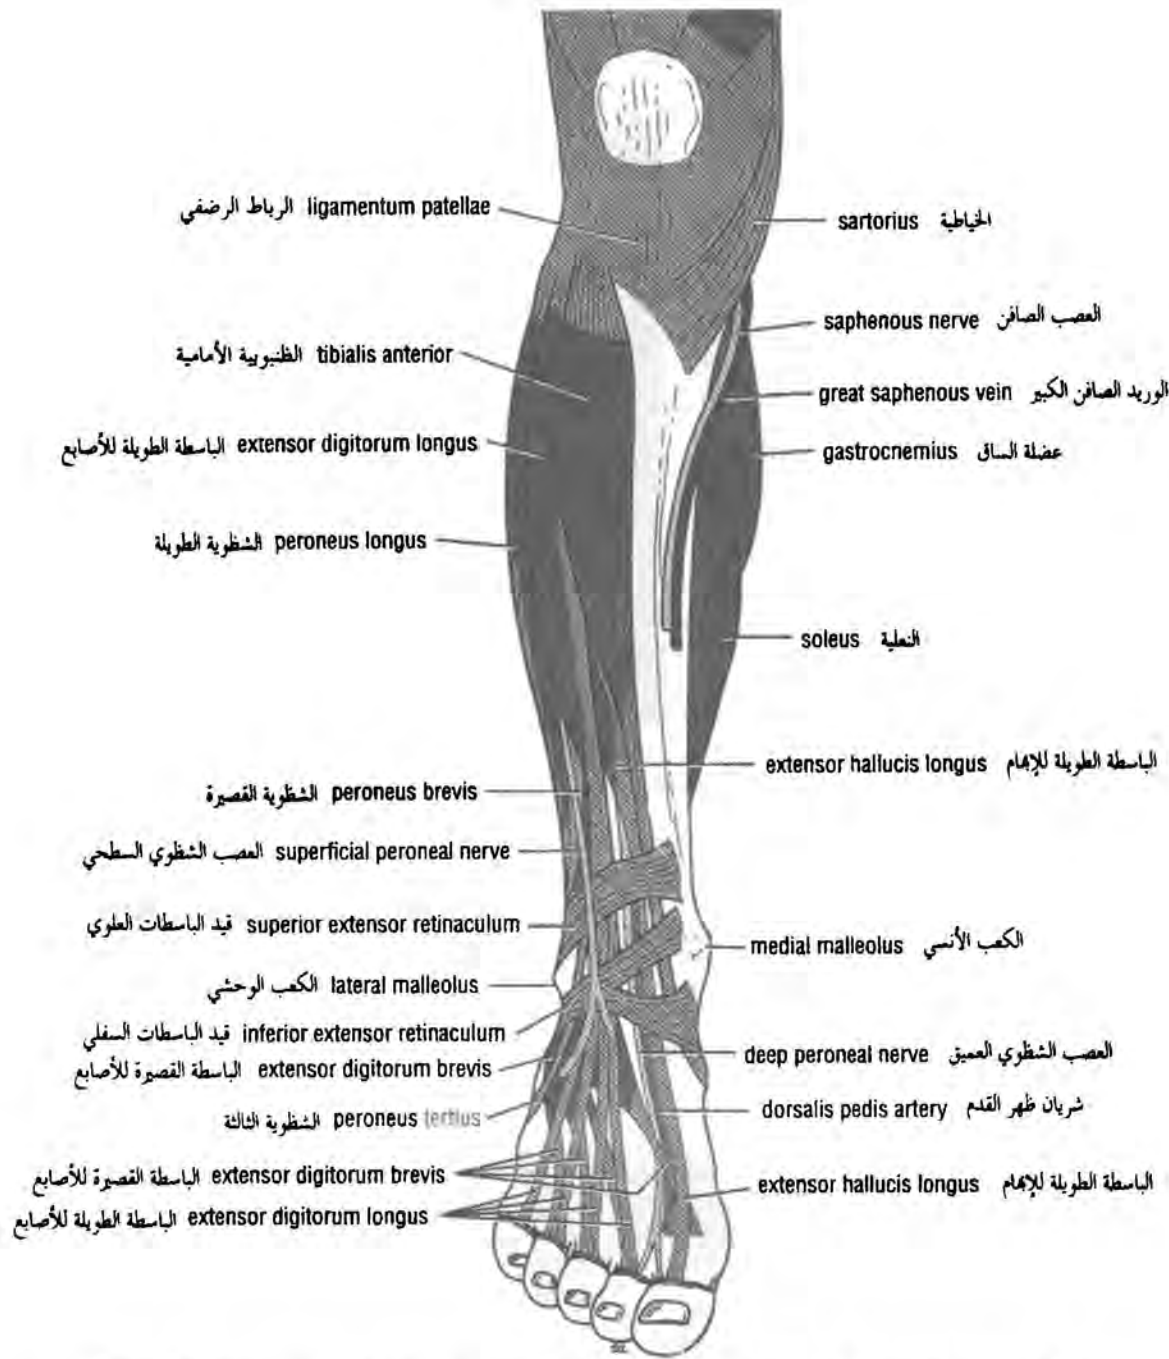 الرباط الرضفي ligamentum patellae
sartorius الخياطية
saphenous nerve العصب الصافن
الظنبوبية الأمامية tibialis anterior
great saphenous vein الوريد الصافن الكبير
الباسطة الطويلة للأصابع extensor digitorum longus
gastrocnemius عضلة الساق
الشظوية الطويلة peroneus longus
soleus النعلية
extensor hallucis longus الباسطة الطويلة للإبهام
الشظوية القصيرة peroneus brevis
العصب الشظوي السطحي superficial peroneal nerve
قيد الباسطات العلوي superior extensor retinaculum
medial malleolus الكعب الأنسي
الكعب الوحشي lateral malleolus
قيد الباسطات السفلي inferior extensor retinaculum
deep peroneal nerve العصب الشظوي العميق
الباسطة القصيرة للأصابع extensor digitorum brevis
dorsalis pedis artery شريان ظهر القدم
الشظوية الثالثة peroneus tertius
الباسطة القصيرة للأصابع extensor digitorum brevis
extensor hallucis longus الباسطة الطويلة للإبهام
الباسطة الطويلة للأصابع extensor digitorum longus